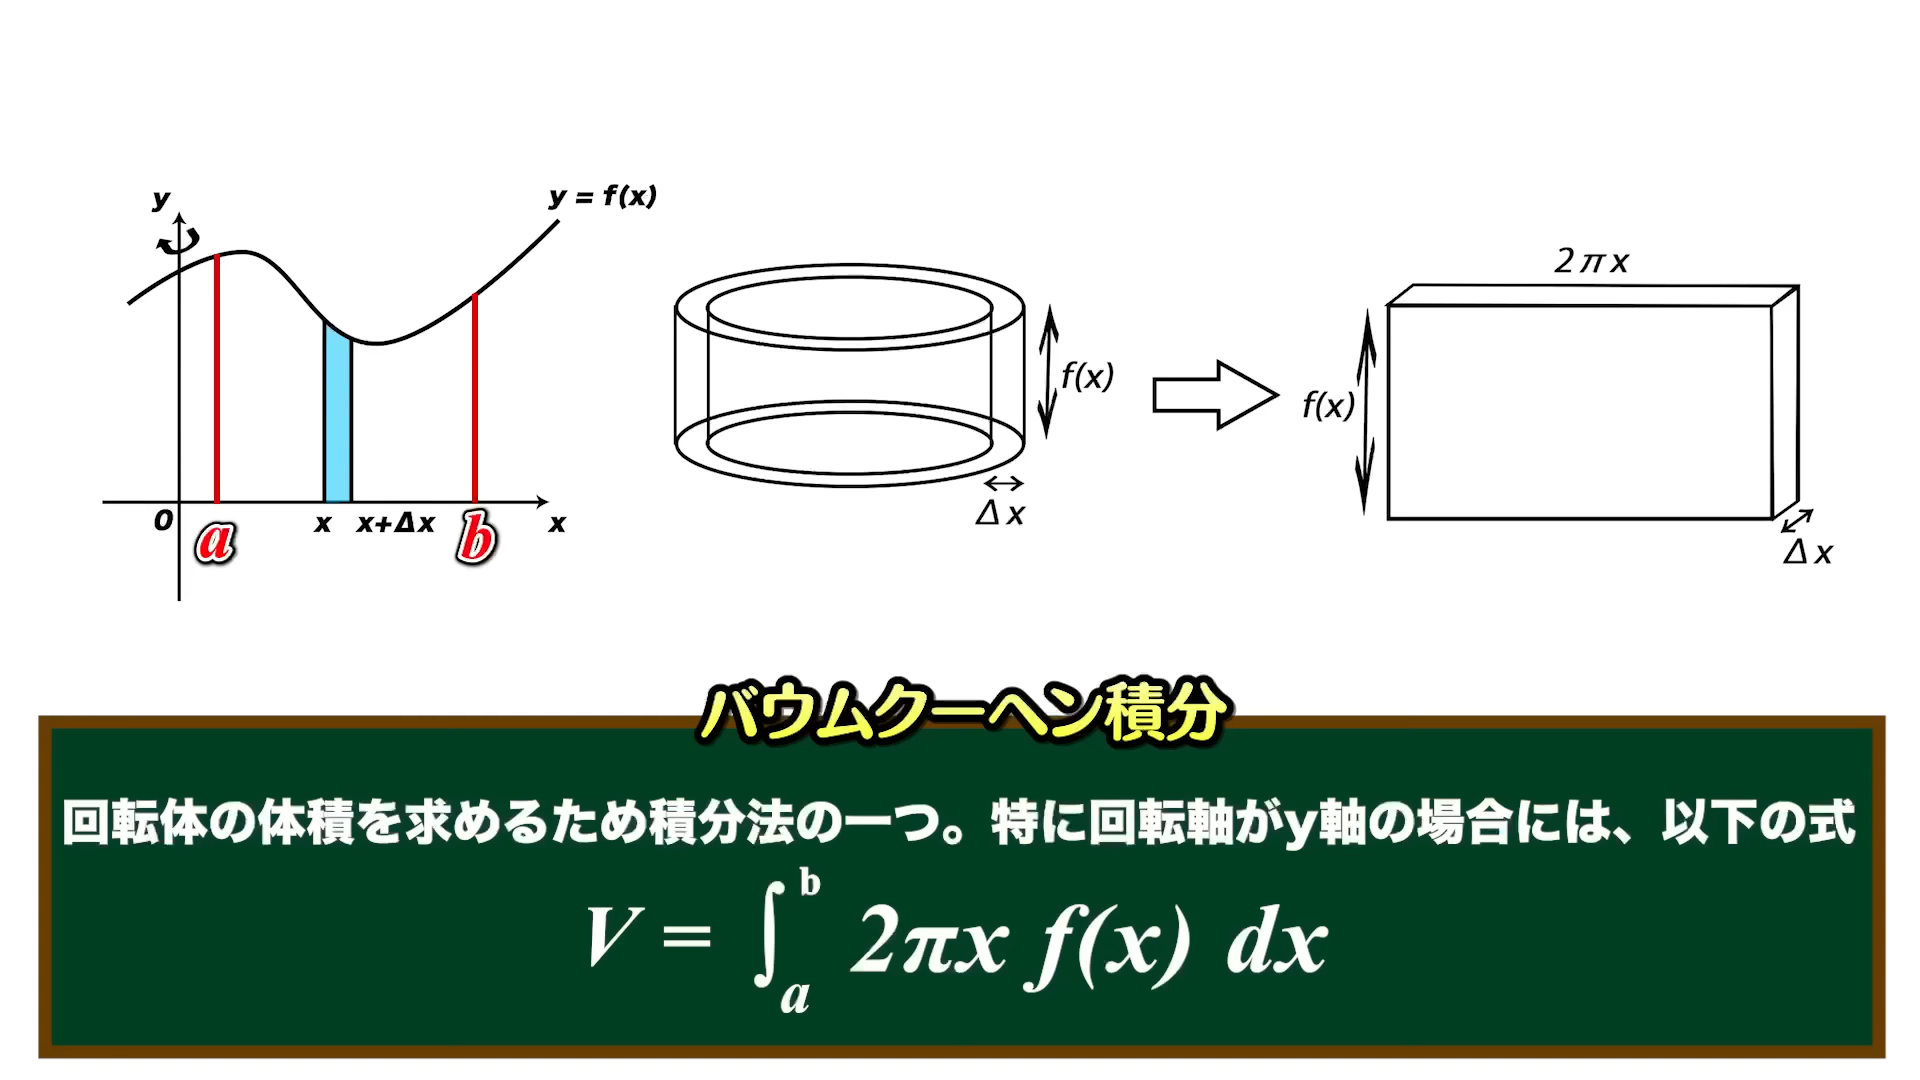 y
y = f(x)
O
a
x
x+Δx
b
x
f(x)
Δx
2πx
f(x)
Δx
バウムクーヘン積分
回転体の体積を求めるため積分法の一つ。特に回転軸がy軸の場合には、以下の式
V = ∫_a^b 2πx f(x) dx